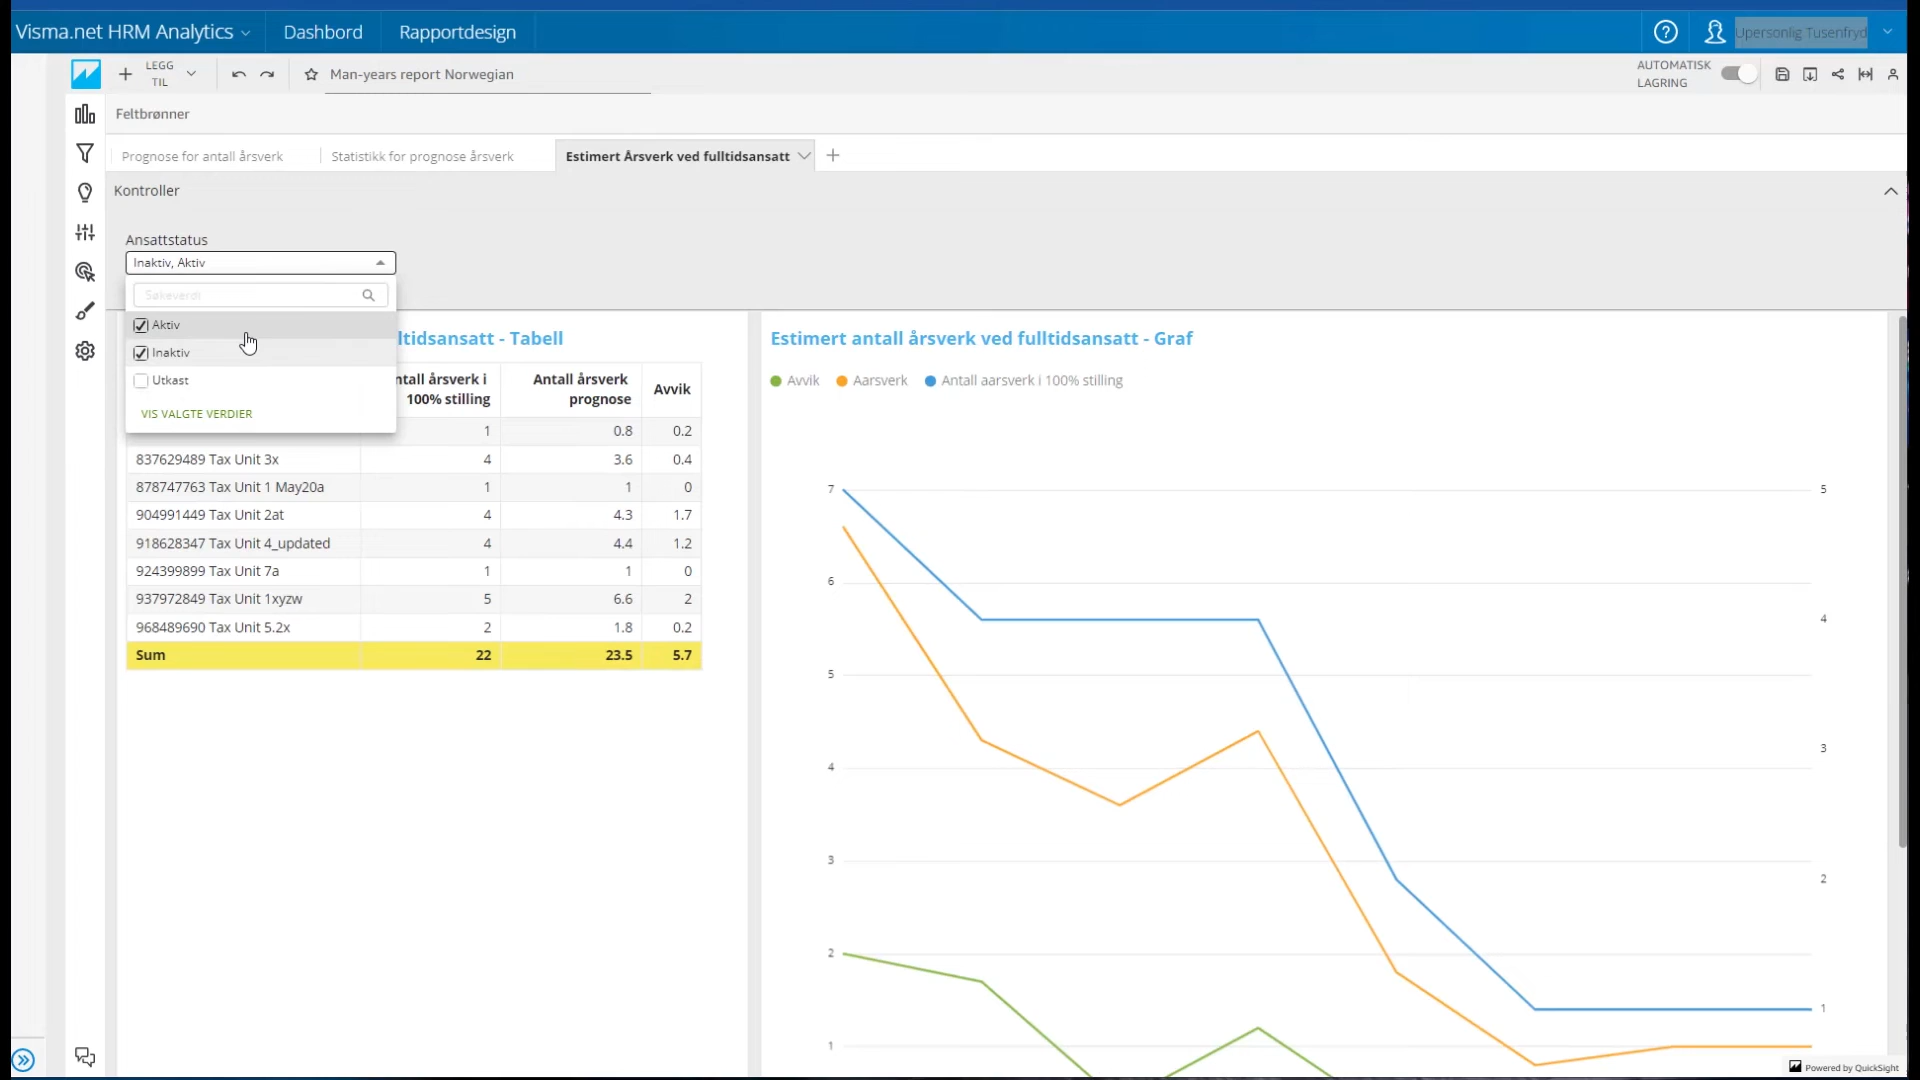 Visma.net HRM Analytics
Dashbord
Rapportdesign
Upersonlig Tusenfryd
LEGG
TIL
Man-years report Norwegian
AUTOMATISK
LAGRING
Feltbrønner
Prognose for antall årsverk
Statistikk for prognose årsverk
Estimert Årsverk ved fulltidsansatt
Kontroller
Ansattstatus
Inaktiv, Aktiv
Søkeverdi
Aktiv
Inaktiv
Utkast
VIS VALGTE VERDIER
ltidsansatt - Tabell
ntall årsverk i
100% stilling
Antall årsverk
prognose
Avvik
1 0.8 0.2
837629489 Tax Unit 3x 4 3.6 0.4
878747763 Tax Unit 1 May20a 1 1 0
904991449 Tax Unit 2at 4 4.3 1.7
918628347 Tax Unit 4_updated 4 4.4 1.2
924399899 Tax Unit 7a 1 1 0
937972849 Tax Unit 1xyzw 5 6.6 2
968489690 Tax Unit 5.2x 2 1.8 0.2
Sum 22 23.5 5.7
Estimert antall årsverk ved fulltidsansatt - Graf
Avvik Aarsverk Antall aarsverk i 100% stilling
7 5
6
4
5
3
4
3
2
2
1
1
Powered by QuickSight